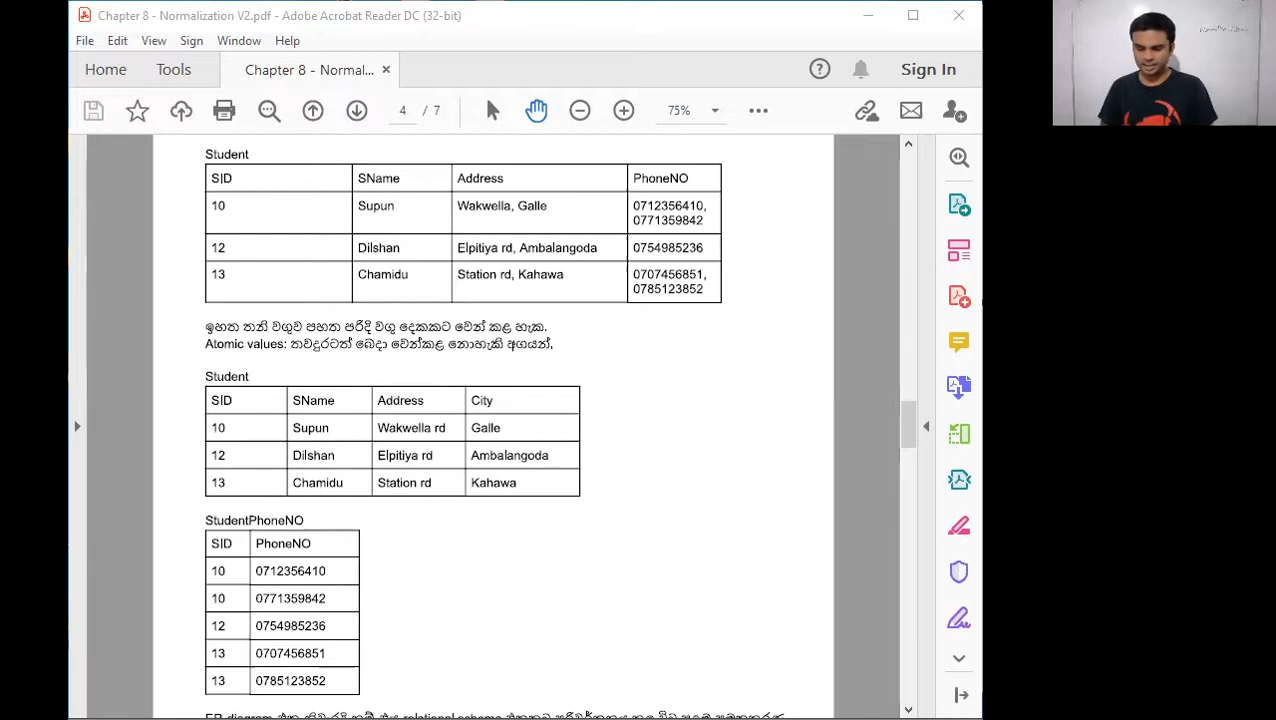 Chapter 8 - Normalization V2.pdf - Adobe Acrobat Reader DC (32-bit)
File Edit View Sign Window Help
Home Tools Chapter 8 - Normal... × Sign In
4 / 7 75%
Student
SID SName Address PhoneNO
10 Supun Wakwella, Galle 0712356410,
0771359842
12 Dilshan Elpitiya rd, Ambalangoda 0754985236
13 Chamidu Station rd, Kahawa 0707456851,
0785123852
ඉහත තනි වගුව පහත පරිදි වගු දෙකකට වෙන් කළ හැක.
Atomic values: තවදුරටත් බෙදා වෙන්කළ නොහැකි අගයන්,
Student
SID SName Address City
10 Supun Wakwella rd Galle
12 Dilshan Elpitiya rd Ambalangoda
13 Chamidu Station rd Kahawa
StudentPhoneNO
SID PhoneNO
10 0712356410
10 0771359842
12 0754985236
13 0707456851
13 0785123852
ER diagram relational schema